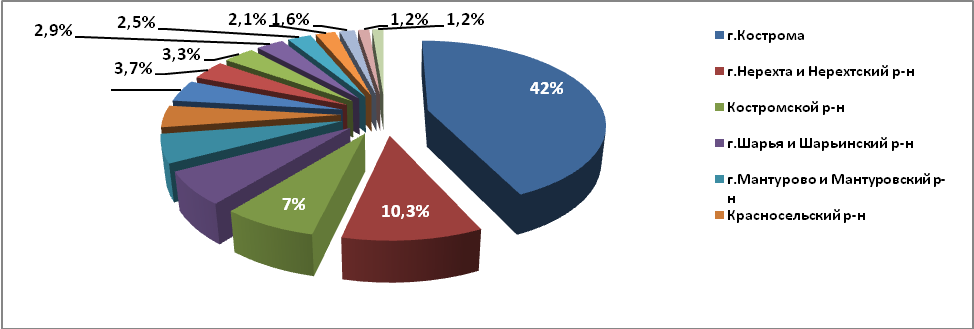 2,1%
1,6%
1,2%
1,2%
2,5%
2,9%
3,3%
3,7%
42%
10,3%
7%
г.Кострома
г.Нерехта и Нерехтский р-н
Костромской р-н
г.Шарья и Шарьинский р-н
г.Мантурово и Мантуровский р-
н
Красносельский р-н